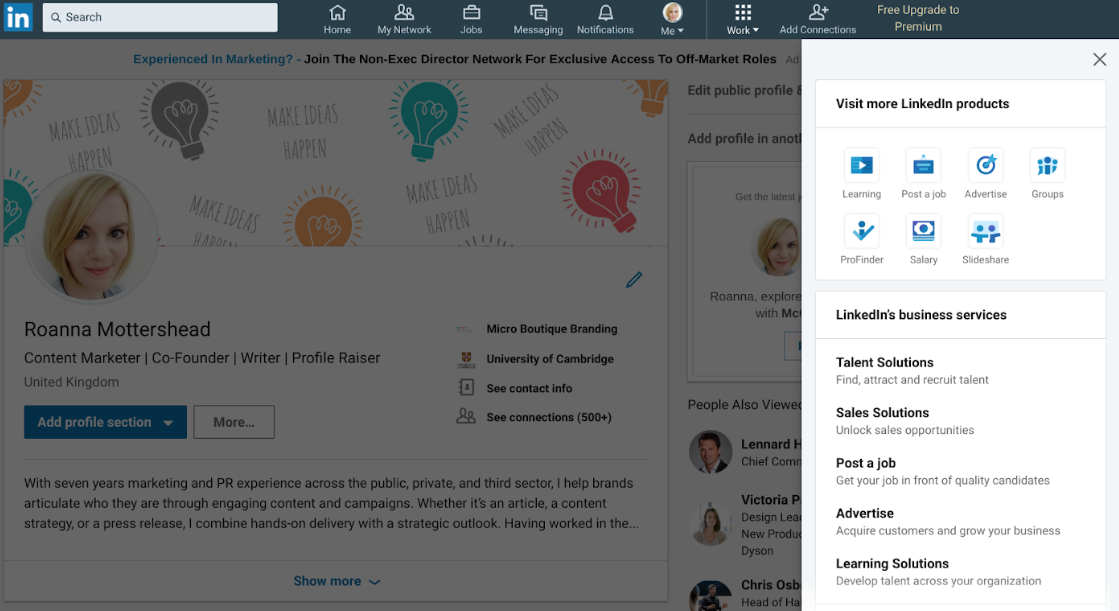 in
Search
Home
My Network
Jobs
Messaging
Notifications
Me
Work
Add Connections
Free Upgrade to
Premium
Experienced In Marketing? - Join The Non-Exec Director Network For Exclusive Access To Off-Market Roles Ad
MAKE IDEAS
HAPPEN
MAKE IDEAS
HAPPEN
MAKE IDEAS
HAPPEN
MAKE IDEAS
HAPPEN
MAKE IDEAS
HAPPEN
Roanna Mottershead
Content Marketer | Co-Founder | Writer | Profile Raiser
United Kingdom
Add profile section
More...
Micro Boutique Branding
University of Cambridge
See contact info
See connections (500+)
With seven years marketing and PR experience across the public, private, and third sector, I help brands
articulate who they are through engaging content and campaigns. Whether it's an article, a content
strategy, or a press release, I combine hands-on delivery with a strategic outlook. Having worked in the...
Show more
Edit public profile &
Add profile in
Get the latest
Roanna, explore
with
People Also Viewed
Lennard
Chief
Victoria
Design
New
Dyson
Chris
Head of
Visit more LinkedIn products
Learning
Post a job
Advertise
Groups
ProFinder
Salary
Slideshare
LinkedIn's business services
Talent Solutions
Find, attract and recruit talent
Sales Solutions
Unlock sales opportunities
Post a job
Get your job in front of quality candidates
Advertise
Acquire customers and grow your business
Learning Solutions
Develop talent across your organization